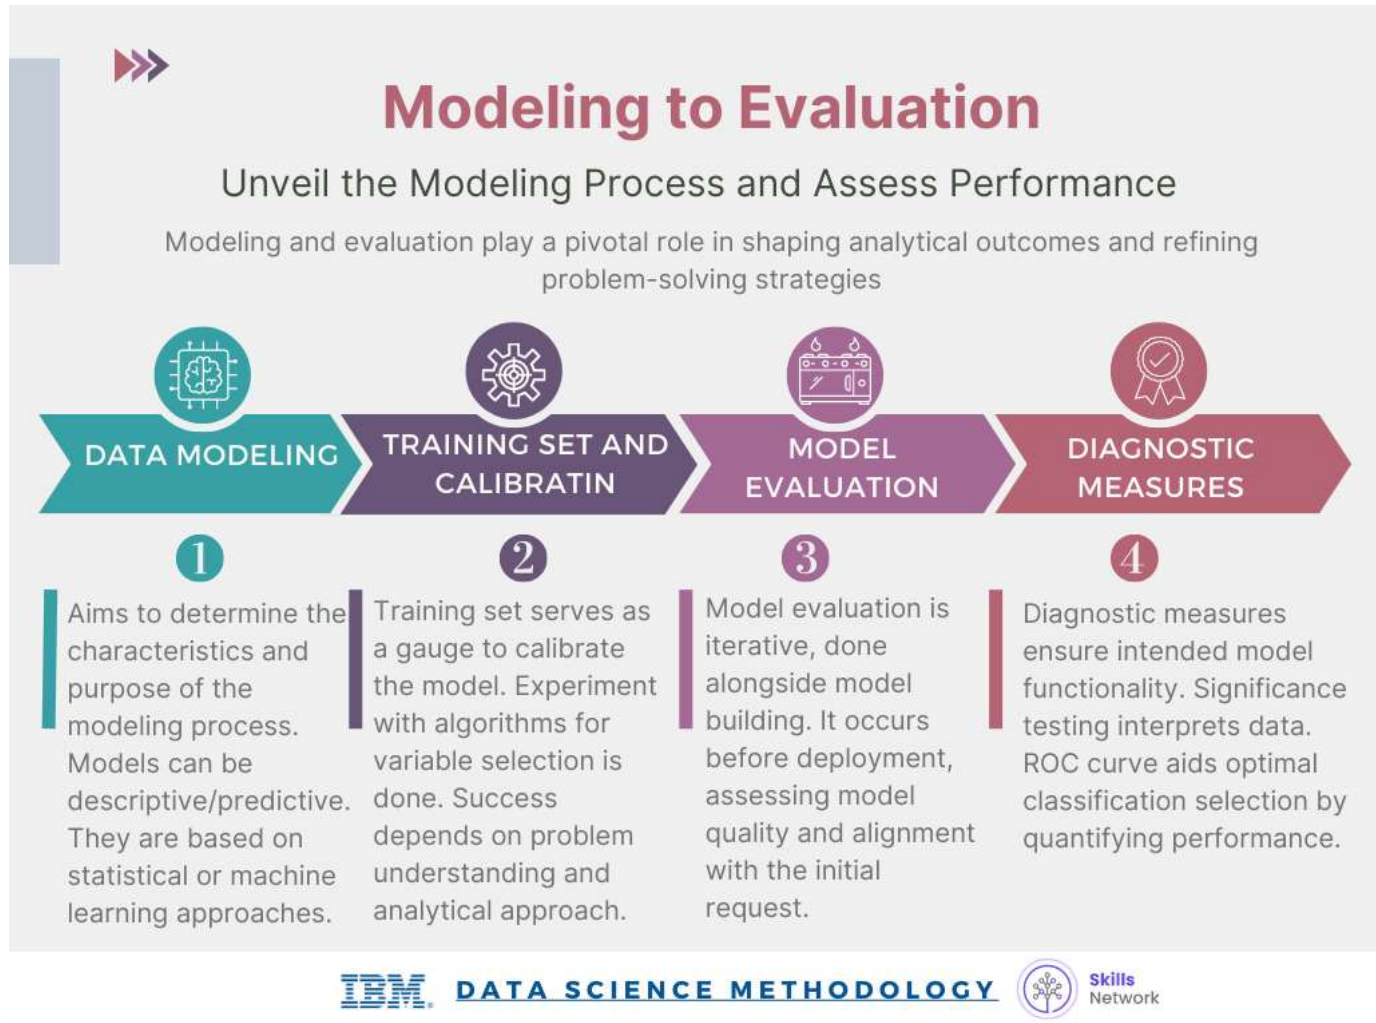 Modeling to Evaluation
Unveil the Modeling Process and Assess Performance
Modeling and evaluation play a pivotal role in shaping analytical outcomes and refining
problem-solving strategies
DATA MODELING
TRAINING SET AND
CALIBRATIN
MODEL
EVALUATION
DIAGNOSTIC
MEASURES
1
Aims to determine the
characteristics and
purpose of the
modeling process.
Models can be
descriptive/predictive.
They are based on
statistical or machine
learning approaches.
2
Training set serves as
a gauge to calibrate
the model. Experiment
with algorithms for
variable selection is
done. Success
depends on problem
understanding and
analytical approach.
3
Model evaluation is
iterative, done
alongside model
building. It occurs
before deployment,
assessing model
quality and alignment
with the initial
request.
4
Diagnostic measures
ensure intended model
functionality. Significance
testing interprets data.
ROC curve aids optimal
classification selection by
quantifying performance.
IBM®
DATA SCIENCE METHODOLOGY
Skills
Network